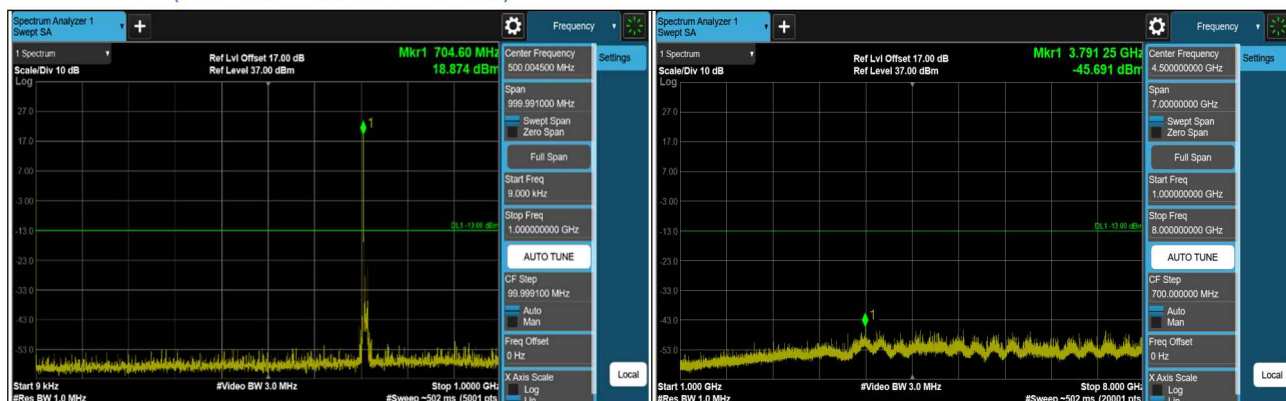 Spectrum Analyzer 1
Swept SA
+
Frequency
1 Spectrum
Scale/Div 10 dB
Log
Ref Lvl Offset 17.00 dB
Ref Level 37.00 dBm
Mkr1 704.60 MHz
18.874 dBm
27.0
17.0
7.00
-3.00
-13.0
-23.0
-33.0
-43.0
-53.0
1
DL1 -13.00 dBm
Start 9 kHz
#Res BW 1.0 MHz
#Video BW 3.0 MHz
Stop 1.0000 GHz
#Sweep ~502 ms (5001 pts)
Center Frequency
500.004500 MHz
Span
999.991000 MHz
Swept Span
Zero Span
Full Span
Start Freq
9.000 kHz
Stop Freq
1.000000000 GHz
AUTO TUNE
CF Step
99.999100 MHz
Auto
Man
Freq Offset
0 Hz
X Axis Scale
Log
Lin
Settings
Local
Spectrum Analyzer 1
Swept SA
+
Frequency
1 Spectrum
Scale/Div 10 dB
Log
Ref Lvl Offset 17.00 dB
Ref Level 37.00 dBm
Mkr1 3.791 25 GHz
-45.691 dBm
27.0
17.0
7.00
-3.00
-13.0
-23.0
-33.0
-43.0
-53.0
1
DL1 -13.00 dBm
Start 1.000 GHz
#Res BW 1.0 MHz
#Video BW 3.0 MHz
Stop 8.000 GHz
#Sweep ~502 ms (20001 pts)
Center Frequency
4.500000000 GHz
Span
7.00000000 GHz
Swept Span
Zero Span
Full Span
Start Freq
1.000000000 GHz
Stop Freq
8.000000000 GHz
AUTO TUNE
CF Step
700.000000 MHz
Auto
Man
Freq Offset
0 Hz
X Axis Scale
Log
Lin
Settings
Local